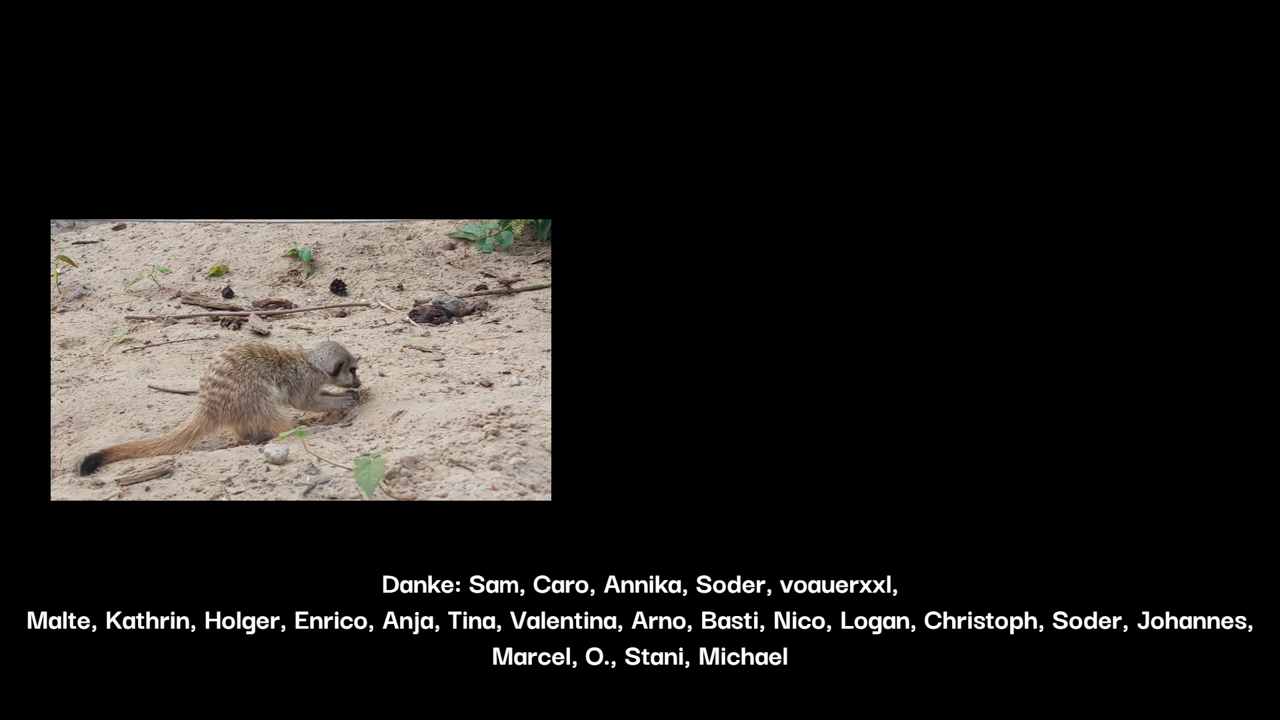 Danke: Sam, Caro, Annika, Soder, voauerxxl,
Malte, Kathrin, Holger, Enrico, Anja, Tina, Valentina, Arno, Basti, Nico, Logan, Christoph, Soder, Johannes,
Marcel, O., Stani, Michael